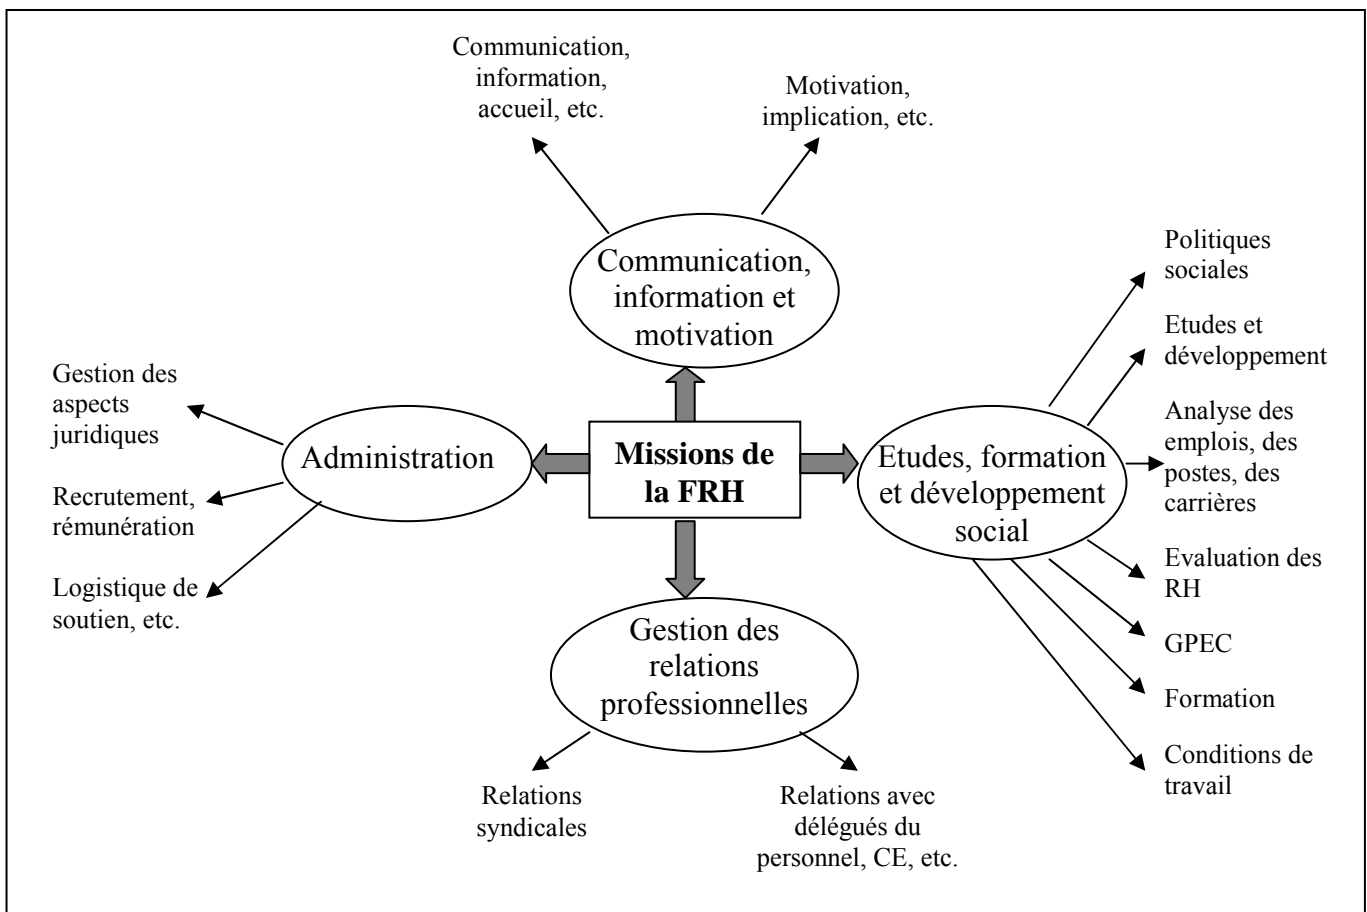 Communication,
information,
accueil, etc.
Motivation,
implication, etc.
Communication,
information et
motivation
Politiques
sociales
Etudes et
développement
Analyse des
emplois, des
postes, des
carrières
Evaluation des
RH
GPEC
Formation
Conditions de
travail
Etudes, formation
et développement
social
Missions de
la FRH
Administration
Gestion des
aspects
juridiques
Recrutement,
rémunération
Logistique de
soutien, etc.
Gestion des
relations
professionnelles
Relations
syndicales
Relations avec
délégués du
personnel, CE, etc.